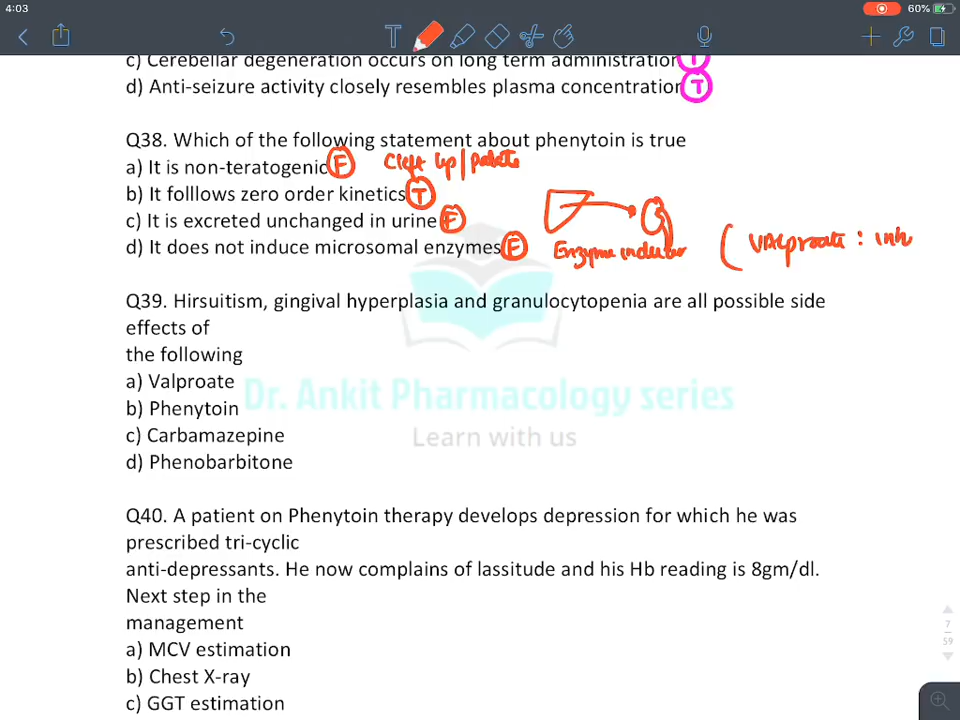 4:03
60%
c) Cerebellar degeneration occurs on long term administration T
d) Anti-seizure activity closely resembles plasma concentration T
Q38. Which of the following statement about phenytoin is true
a) It is non-teratogenic F Cleft lip/palate
b) It folllows zero order kinetics T
c) It is excreted unchanged in urine F
d) It does not induce microsomal enzymes F Enzyme inducer (Valproate : inh
Q39. Hirsuitism, gingival hyperplasia and granulocytopenia are all possible side
effects of
the following
a) Valproate
b) Phenytoin
c) Carbamazepine
d) Phenobarbitone
Dr. Ankit Pharmacology series
Learn with us
Q40. A patient on Phenytoin therapy develops depression for which he was
prescribed tri-cyclic
anti-depressants. He now complains of lassitude and his Hb reading is 8gm/dl.
Next step in the
management
a) MCV estimation
b) Chest X-ray
c) GGT estimation
7
59